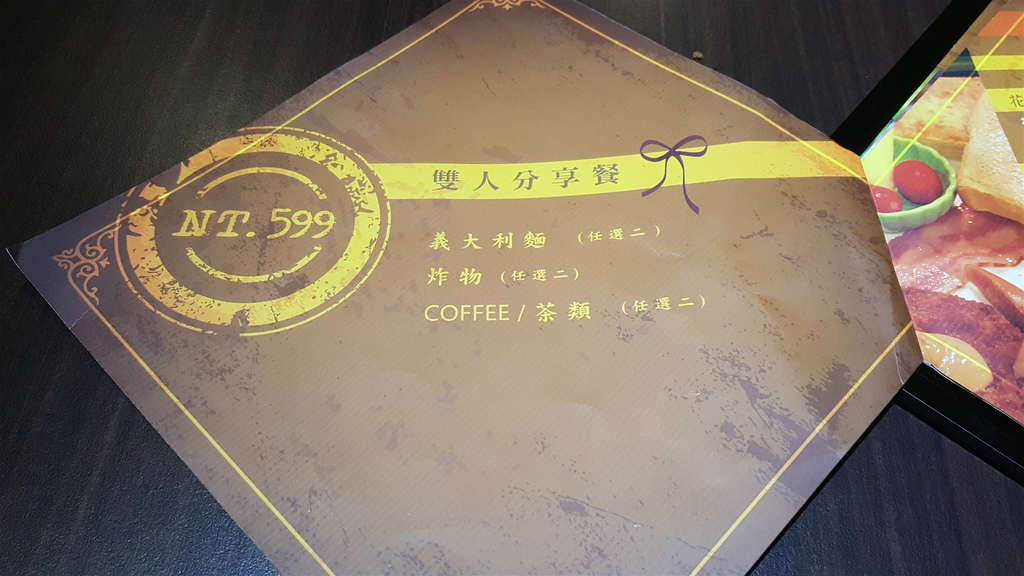 NT. 599
雙人分享餐
義大利麵 (任選二)
炸物 (任選二)
COFFEE / 茶類 (任選二)
花